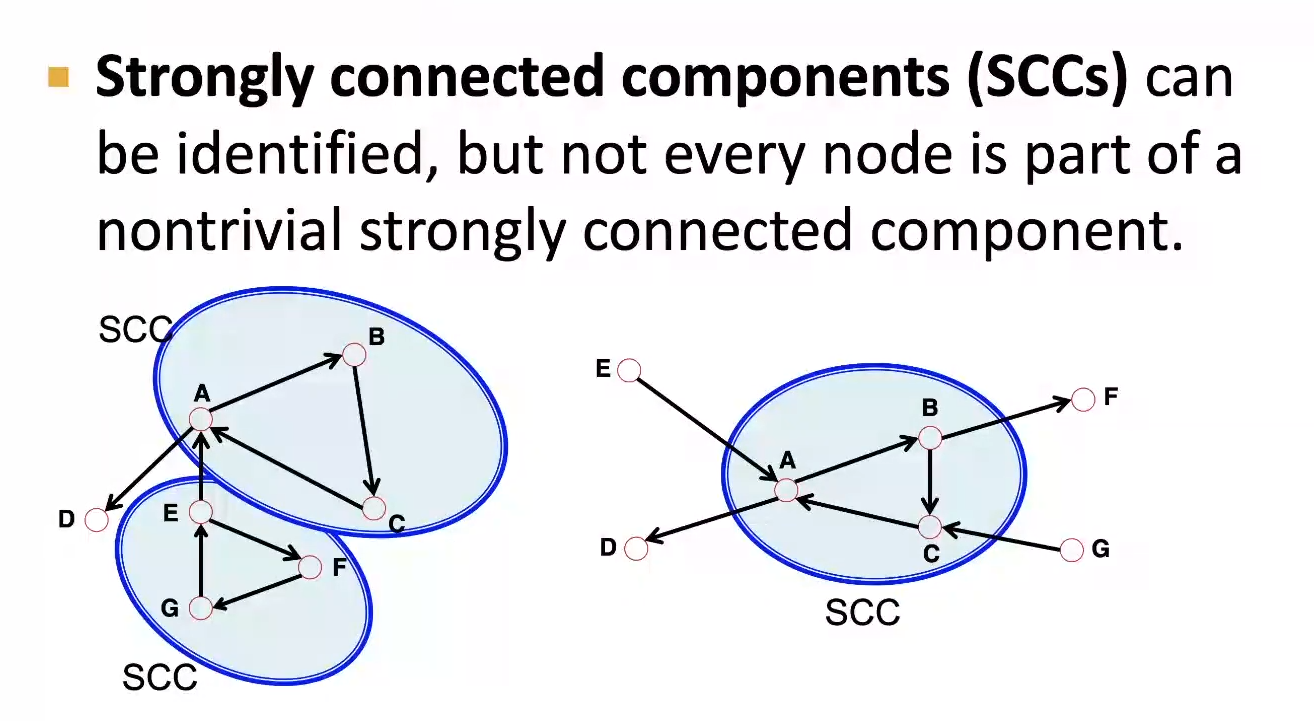 Strongly connected components (SCCs) can
be identified, but not every node is part of a
nontrivial strongly connected component.
SCC
B
A
C
D
E
F
G
SCC
E
F
B
A
D
C
G
SCC